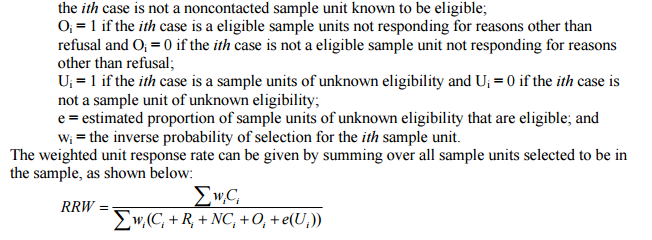 the ith case is not a noncontacted sample unit known to be eligible;
Oᵢ = 1 if the ith case is a eligible sample units not responding for reasons other than
refusal and Oᵢ = 0 if the ith case is not a eligible sample unit not responding for reasons
other than refusal;
Uᵢ = 1 if the ith case is a sample units of unknown eligibility and Uᵢ = 0 if the ith case is
not a sample unit of unknown eligibility;
e = estimated proportion of sample units of unknown eligibility that are eligible; and
wᵢ = the inverse probability of selection for the ith sample unit.
The weighted unit response rate can be given by summing over all sample units selected to be in
the sample, as shown below:
RRW = ∑wᵢCᵢ / ∑wᵢ(Cᵢ + Rᵢ + NCᵢ + Oᵢ + e(Uᵢ))